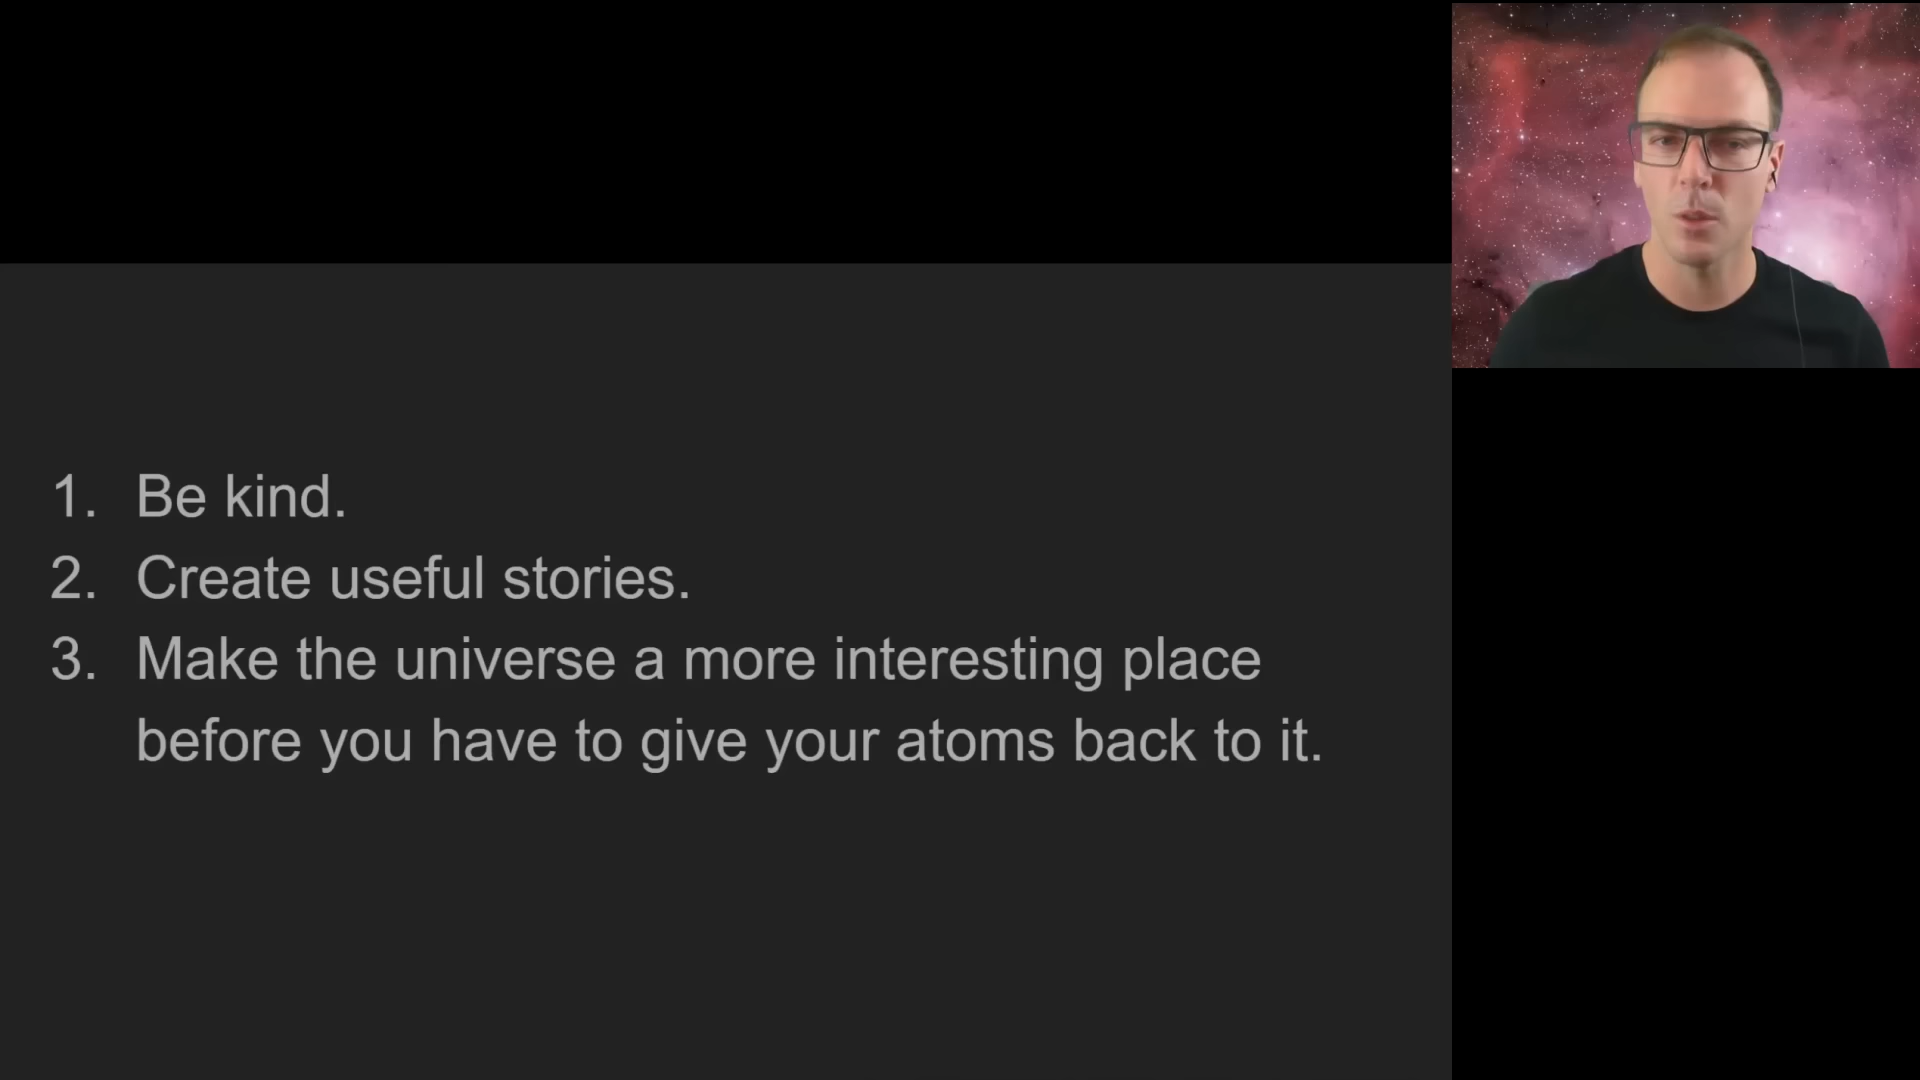 1. Be kind.
2. Create useful stories.
3. Make the universe a more interesting place
before you have to give your atoms back to it.